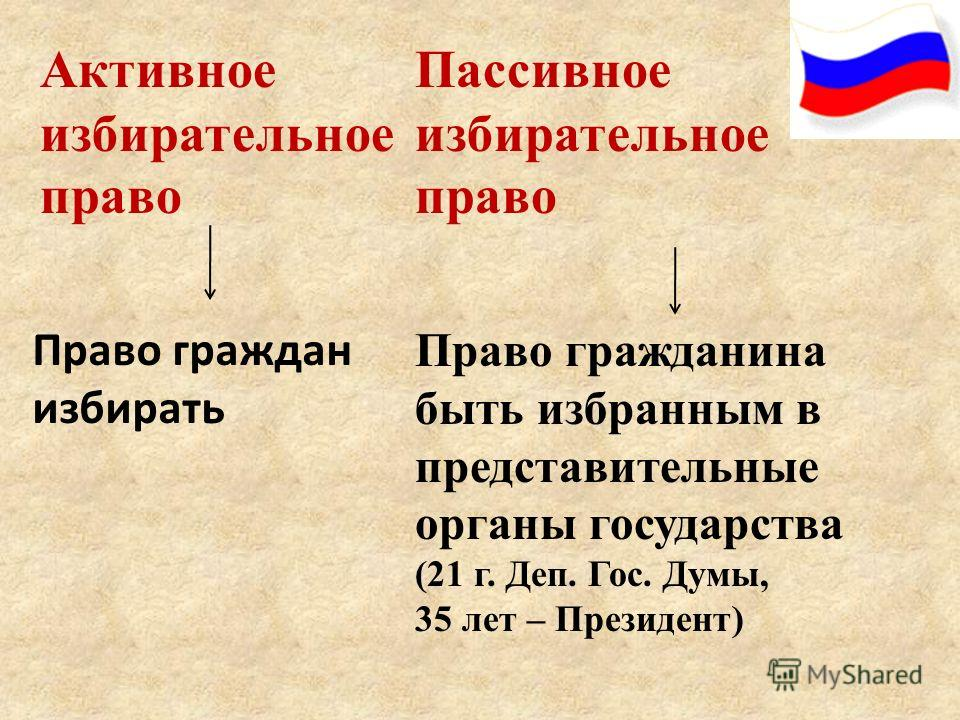 Активное
избирательное
право
Пассивное
избирательное
право
Право граждан
избирать
Право гражданина
быть избранным в
представительные
органы государства
(21 г. Деп. Гос. Думы,
35 лет – Президент)
MyShared